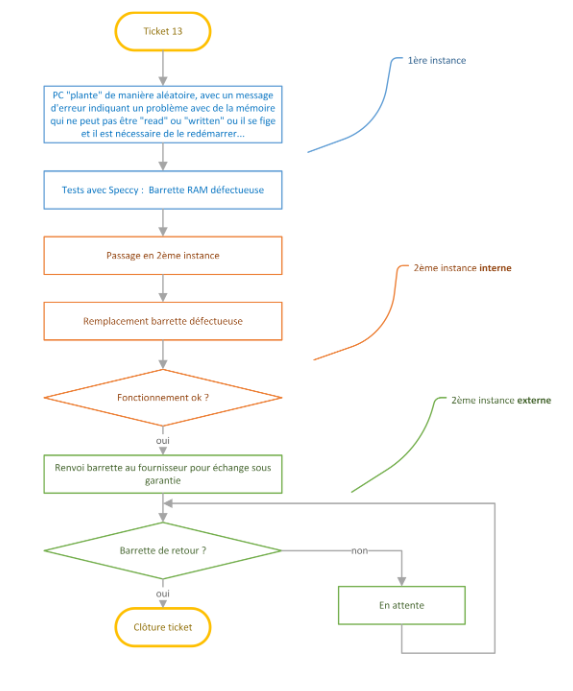 Ticket 13
1ère instance
PC "plante" de manière aléatoire, avec un message
d'erreur indiquant un problème avec de la mémoire
qui ne peut pas être "read" ou "written" ou il se fige
et il est nécessaire de le redémarrer...
Tests avec Speccy : Barrette RAM défectueuse
Passage en 2ème instance
2ème instance interne
Remplacement barrette défectueuse
Fonctionnement ok ?
2ème instance externe
oui
Renvoi barrette au fournisseur pour échange sous
garantie
Barrette de retour ?
non
oui
En attente
Clôture ticket